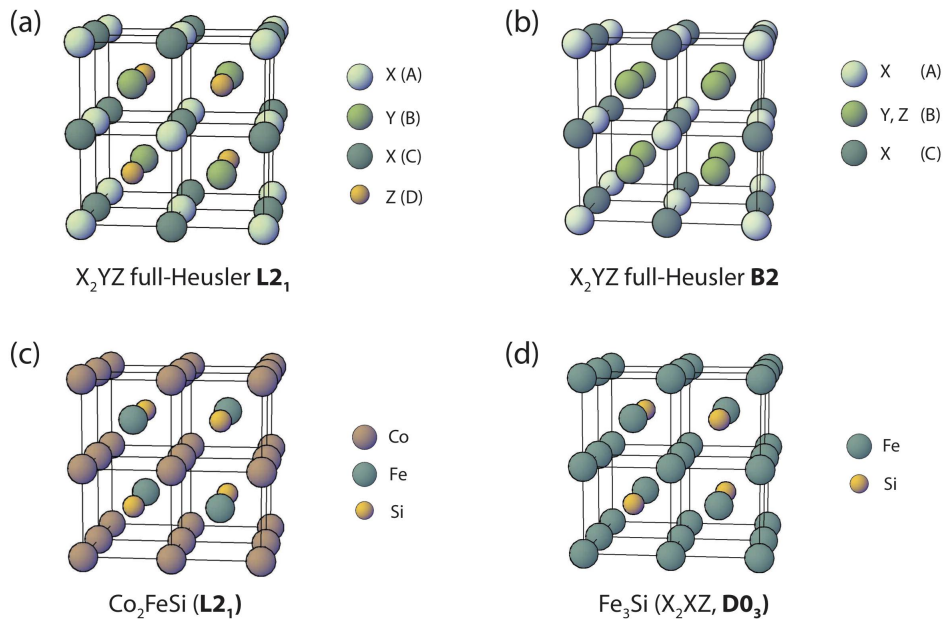 (a)
X (A)
Y (B)
X (C)
Z (D)
X₂YZ full-Heusler L2₁
(b)
X (A)
Y, Z (B)
X (C)
X₂YZ full-Heusler B2
(c)
Co
Fe
Si
Co₂FeSi (L2₁)
(d)
Fe
Si
Fe₃Si (X₂XZ, D0₃)